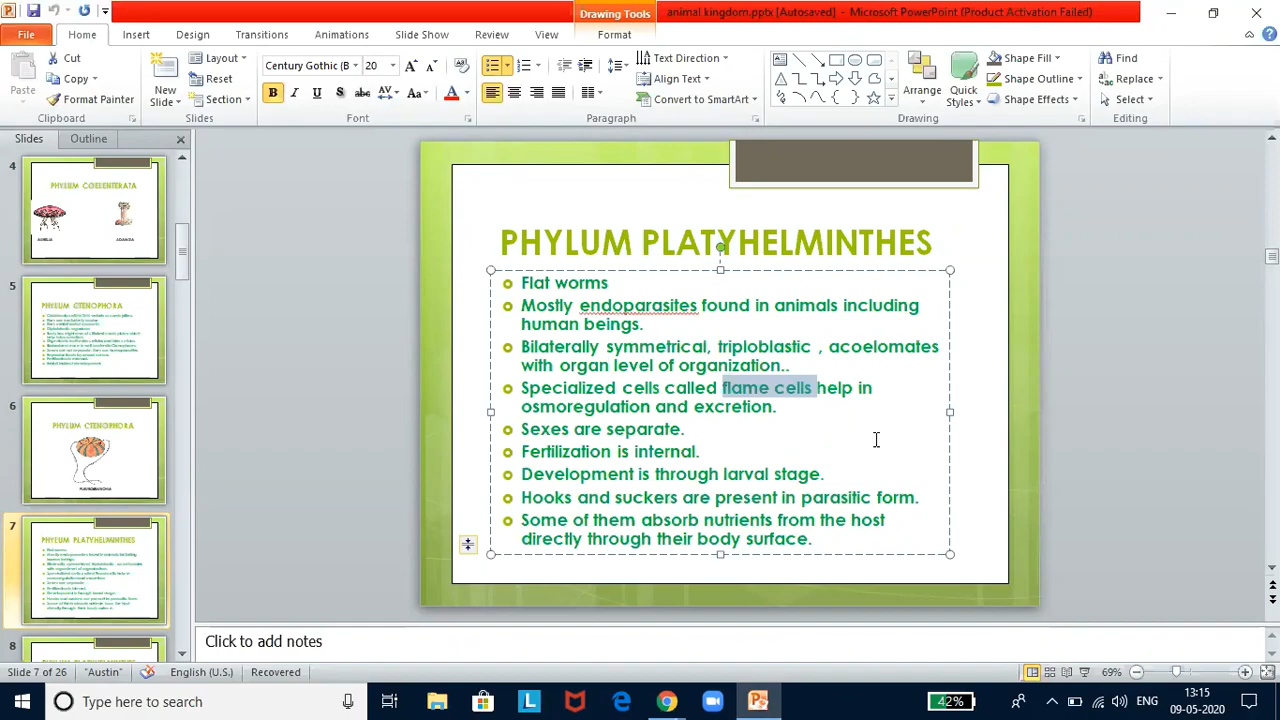 Drawing Tools
animal kingdom.pptx [Autosaved] - Microsoft PowerPoint (Product Activation Failed)
File Home Insert Design Transitions Animations Slide Show Review View Format
Paste
Cut
Copy
Format Painter
Clipboard
New Slide
Layout
Reset
Section
Slides
Century Gothic (B 20
Font
Text Direction
Align Text
Convert to SmartArt
Paragraph
Arrange
Quick Styles
Shape Fill
Shape Outline
Shape Effects
Drawing
Find
Replace
Select
Editing
Slides Outline
4
PHYLUM COELENTERATA
5
PHYLUM CTENOPHORA
6
PHYLUM CTENOPHORA
7
PHYLUM PLATYHELMINTHES
8
PHYLUM PLATYHELMINTHES
PHYLUM PLATYHELMINTHES
Flat worms
Mostly endoparasites found in animals including
human beings.
Bilaterally symmetrical, triploblastic , acoelomates
with organ level of organization..
Specialized cells called flame cells help in
osmoregulation and excretion.
Sexes are separate.
Fertilization is internal.
Development is through larval stage.
Hooks and suckers are present in parasitic form.
Some of them absorb nutrients from the host
directly through their body surface.
Click to add notes
Slide 7 of 26 "Austin" English (U.S.) Recovered 69%
Type here to search
42%
ENG
13:15
09-05-2020